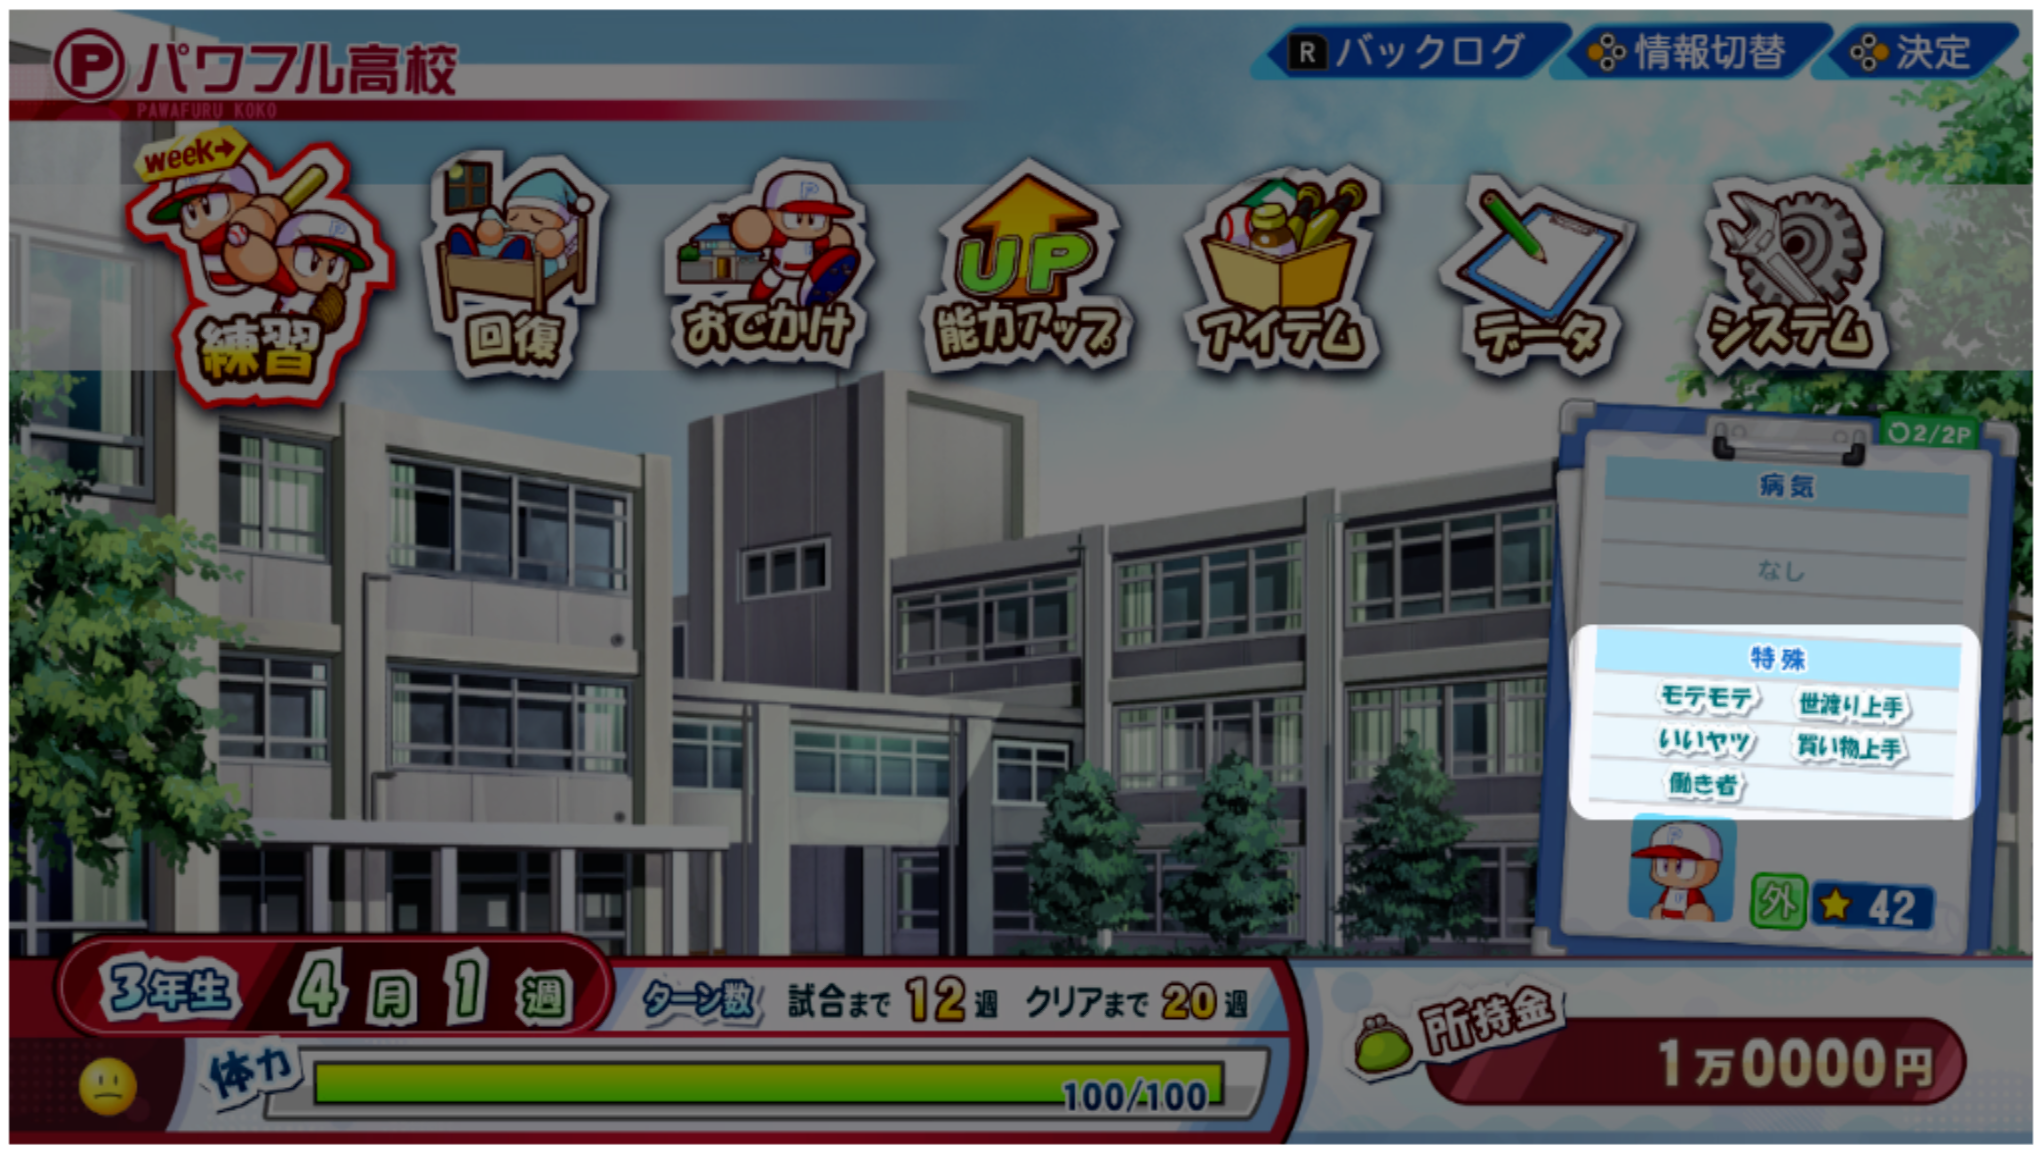 P パワフル高校
PAWAFURU KOKO
R バックログ 情報切替 決定
week
練習
回復
UP
おでかけ 能力アップ アイテム データ システム
2/2P
病気
なし
特殊
モテモテ 世渡り上手
いいヤツ 買い物上手
働き者
外 ★ 42
3年生 4月1週 ターン数 試合まで12週 クリアまで20週
所持金
体力 100/100
1万0000円